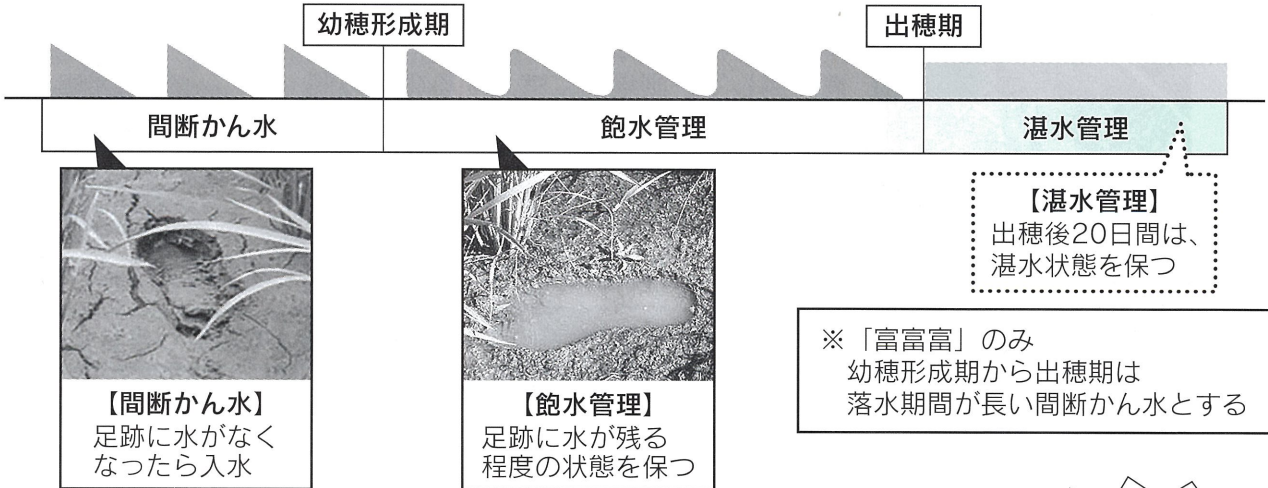 幼穂形成期
出穂期
間断かん水
飽水管理
湛水管理
【間断かん水】
足跡に水がなく
なったら入水
【飽水管理】
足跡に水が残る
程度の状態を保つ
【湛水管理】
出穂後20日間は、
湛水状態を保つ
※「富富富」のみ
幼穂形成期から出穂期は
落水期間が長い間断かん水とする